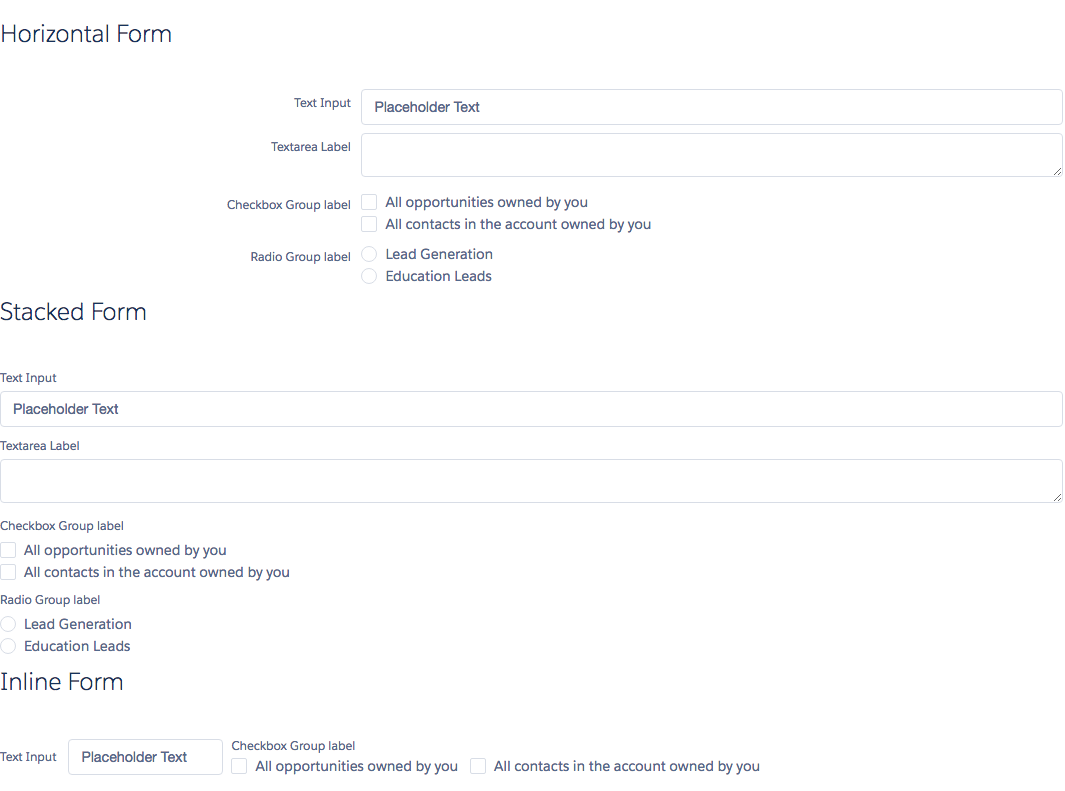 Horizontal Form
Text Input Placeholder Text
Textarea Label
Checkbox Group label All opportunities owned by you
All contacts in the account owned by you
Radio Group label Lead Generation
Education Leads
Stacked Form
Text Input
Placeholder Text
Textarea Label
Checkbox Group label
All opportunities owned by you
All contacts in the account owned by you
Radio Group label
Lead Generation
Education Leads
Inline Form
Text Input Placeholder Text
Checkbox Group label
All opportunities owned by you All contacts in the account owned by you